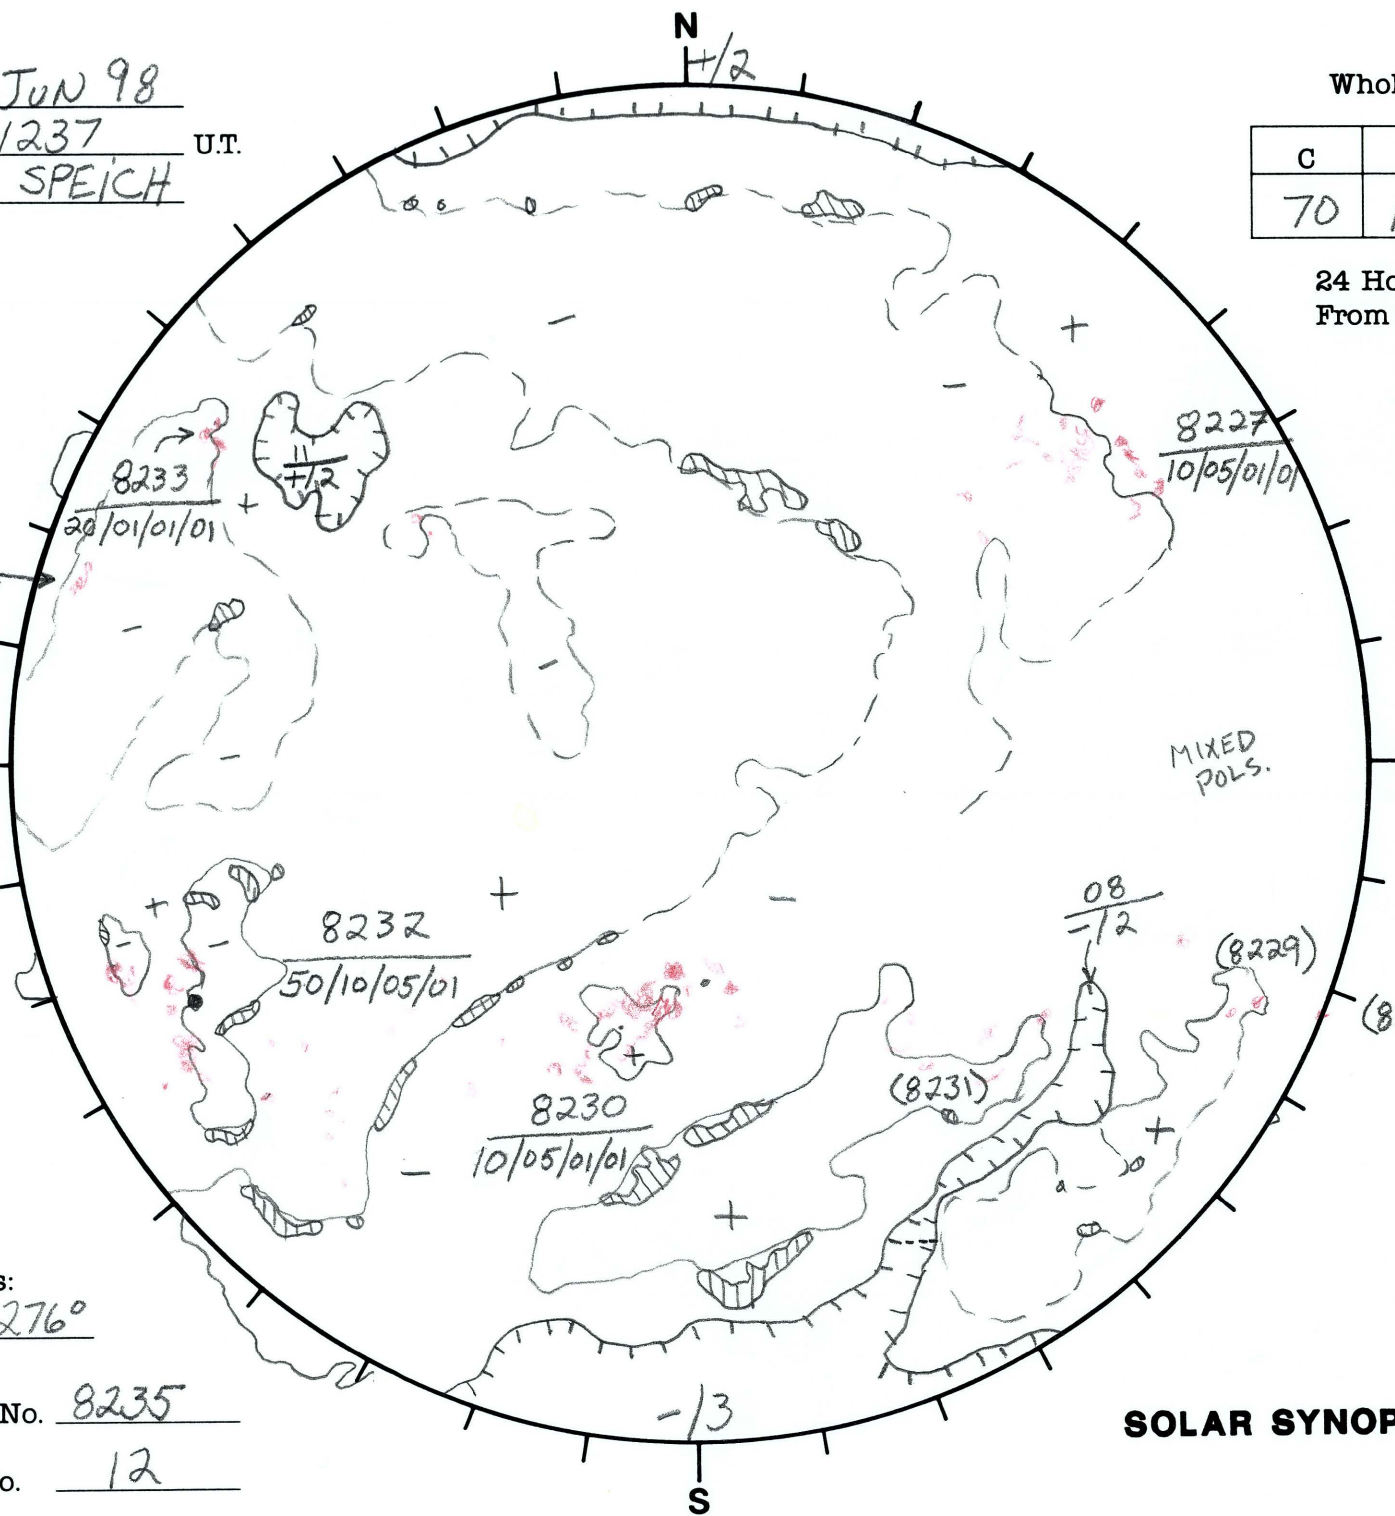 N
+/2
JUN 98
1237 U.T.
SPEICH
Whol
C
70
24 Ho
From
+
−
−
8227
10/05/01/01
11
+/2
8233
20/01/01/01
+
−
−
−
MIXED
POLS.
+
+
−
−
8232
50/10/05/01
08
-12
(8229)
(8
+
(8231)
8230
10/05/01/01
−
+
+
s:
276°
No. 8235
o. 12
-13
S
SOLAR SYNOP